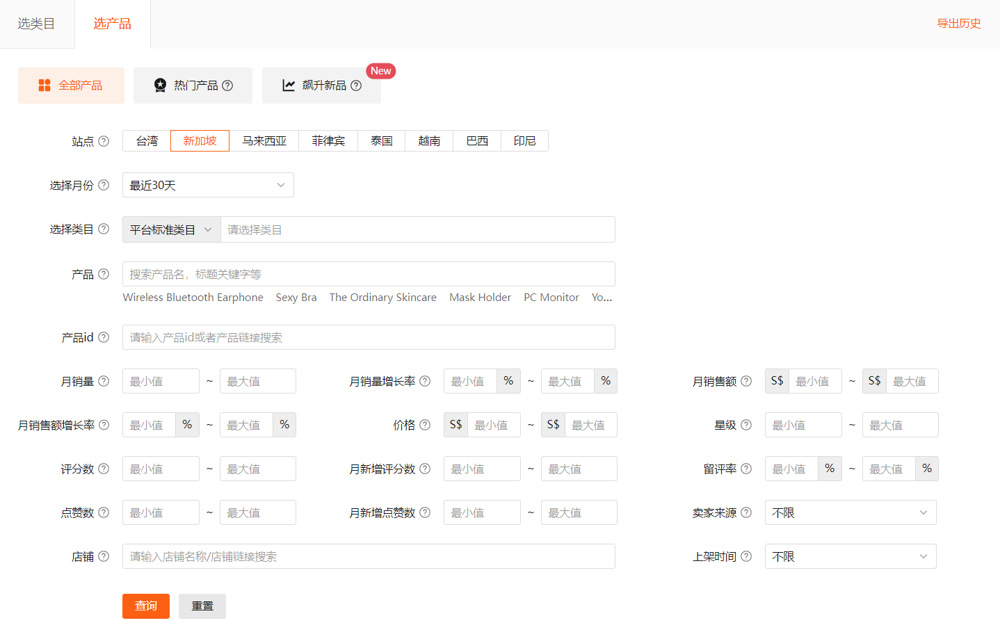 选类目 选产品 导出历史
New
全部产品 热门产品 飙升新品
站点 台湾 新加坡 马来西亚 菲律宾 泰国 越南 巴西 印尼
选择月份 最近30天
选择类目 平台标准类目 请选择类目
产品 搜索产品名，标题关键字等
Wireless Bluetooth Earphone Sexy Bra The Ordinary Skincare Mask Holder PC Monitor Yo...
产品id 请输入产品id或者产品链接搜索
月销量 最小值 ~ 最大值 月销量增长率 最小值 % ~ 最大值 % 月销售额 S$ 最小值 ~ S$ 最大值
月销售额增长率 最小值 % ~ 最大值 % 价格 S$ 最小值 ~ S$ 最大值 星级 最小值 ~ 最大值
评分数 最小值 ~ 最大值 月新增评分数 最小值 ~ 最大值 留评率 最小值 % ~ 最大值 %
点赞数 最小值 ~ 最大值 月新增点赞数 最小值 ~ 最大值 卖家来源 不限
店铺 请输入店铺名称/店铺链接搜索 上架时间 不限
查询 重置